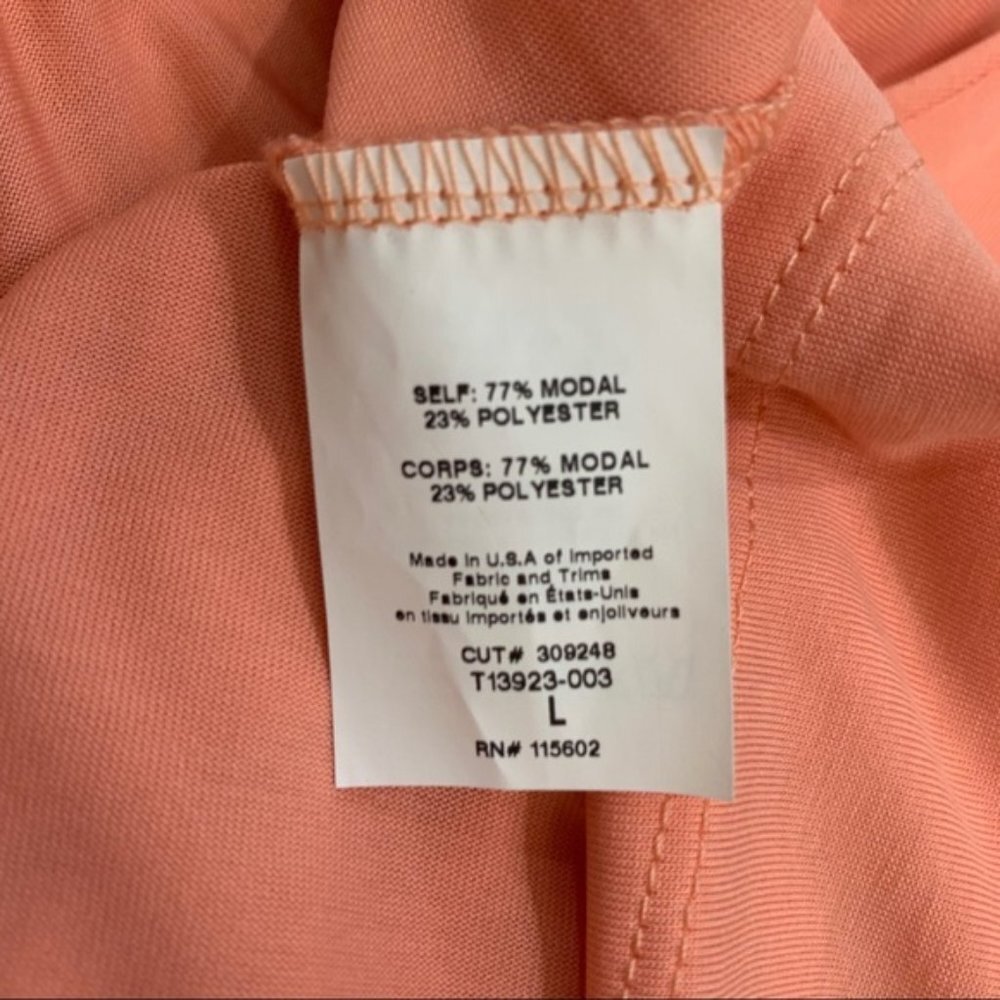 SELF: 77% MODAL
23% POLYESTER
CORPS: 77% MODAL
23% POLYESTER
Made in U.S.A of Imported
Fabric and Trims
Fabriqué en États-Unis
en tissu importés et enjoliveurs
CUT# 309248
T13923-003
L
RN# 115602